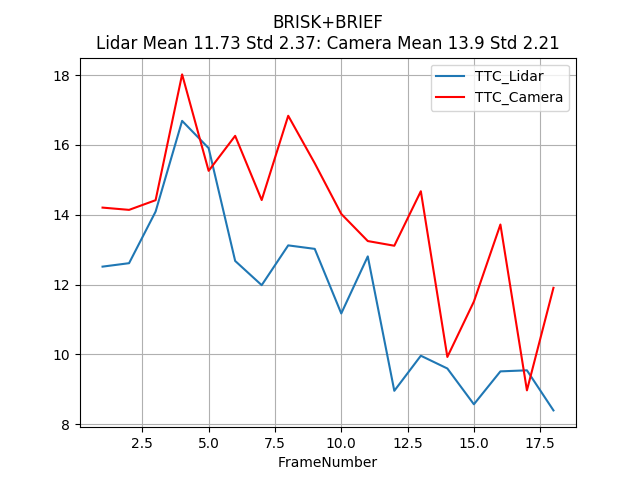 BRISK+BRIEF
Lidar Mean 11.73 Std 2.37: Camera Mean 13.9 Std 2.21
TTC_Lidar
TTC_Camera
18
16
14
12
10
8
2.5 5.0 7.5 10.0 12.5 15.0 17.5
FrameNumber